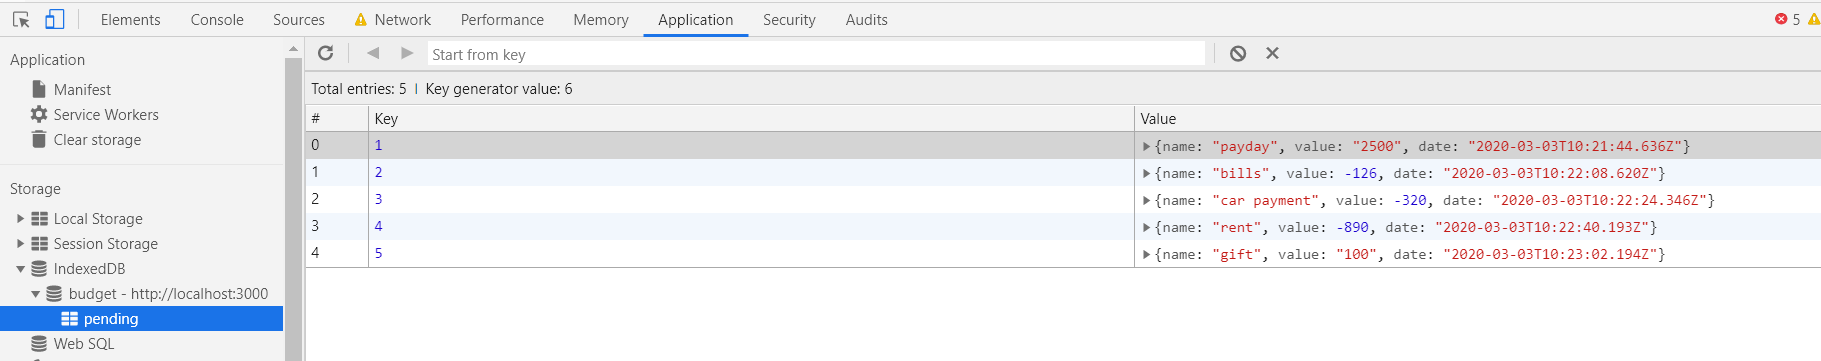 Elements Console Sources Network Performance Memory Application Security Audits 5
Application
Manifest
Service Workers
Clear storage
Storage
Local Storage
Session Storage
IndexedDB
budget - http://localhost:3000
pending
Web SQL
Start from key
Total entries: 5 Key generator value: 6
# Key Value
0 1 {name: "payday", value: "2500", date: "2020-03-03T10:21:44.636Z"}
1 2 {name: "bills", value: -126, date: "2020-03-03T10:22:08.620Z"}
2 3 {name: "car payment", value: -320, date: "2020-03-03T10:22:24.346Z"}
3 4 {name: "rent", value: -890, date: "2020-03-03T10:22:40.193Z"}
4 5 {name: "gift", value: "100", date: "2020-03-03T10:23:02.194Z"}